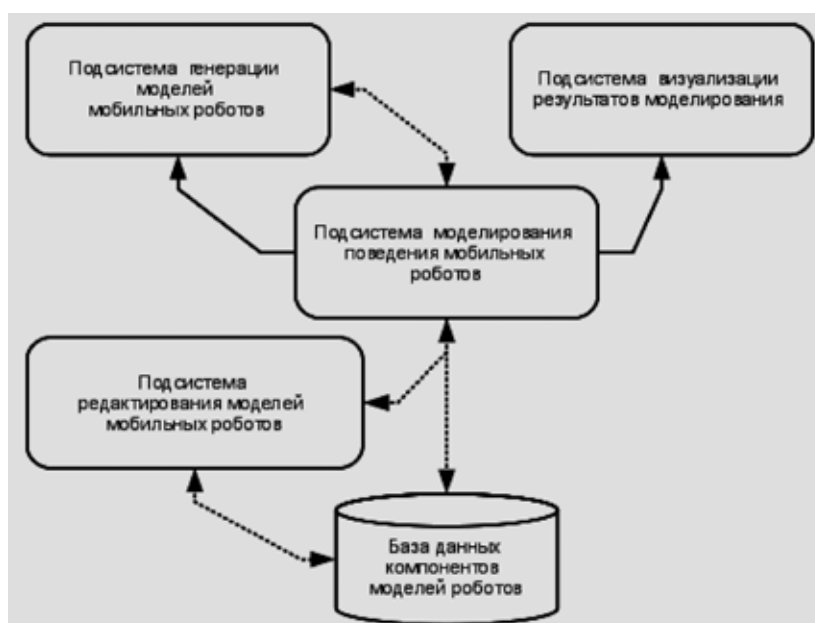 Подсистема генерации
моделей
мобильных роботов
Подсистема визуализации
результатов моделирования
Подсистема моделирования
поведения мобильных
роботов
Подсистема
редактирования моделей
мобильных роботов
База данных
компонентов
моделей роботов